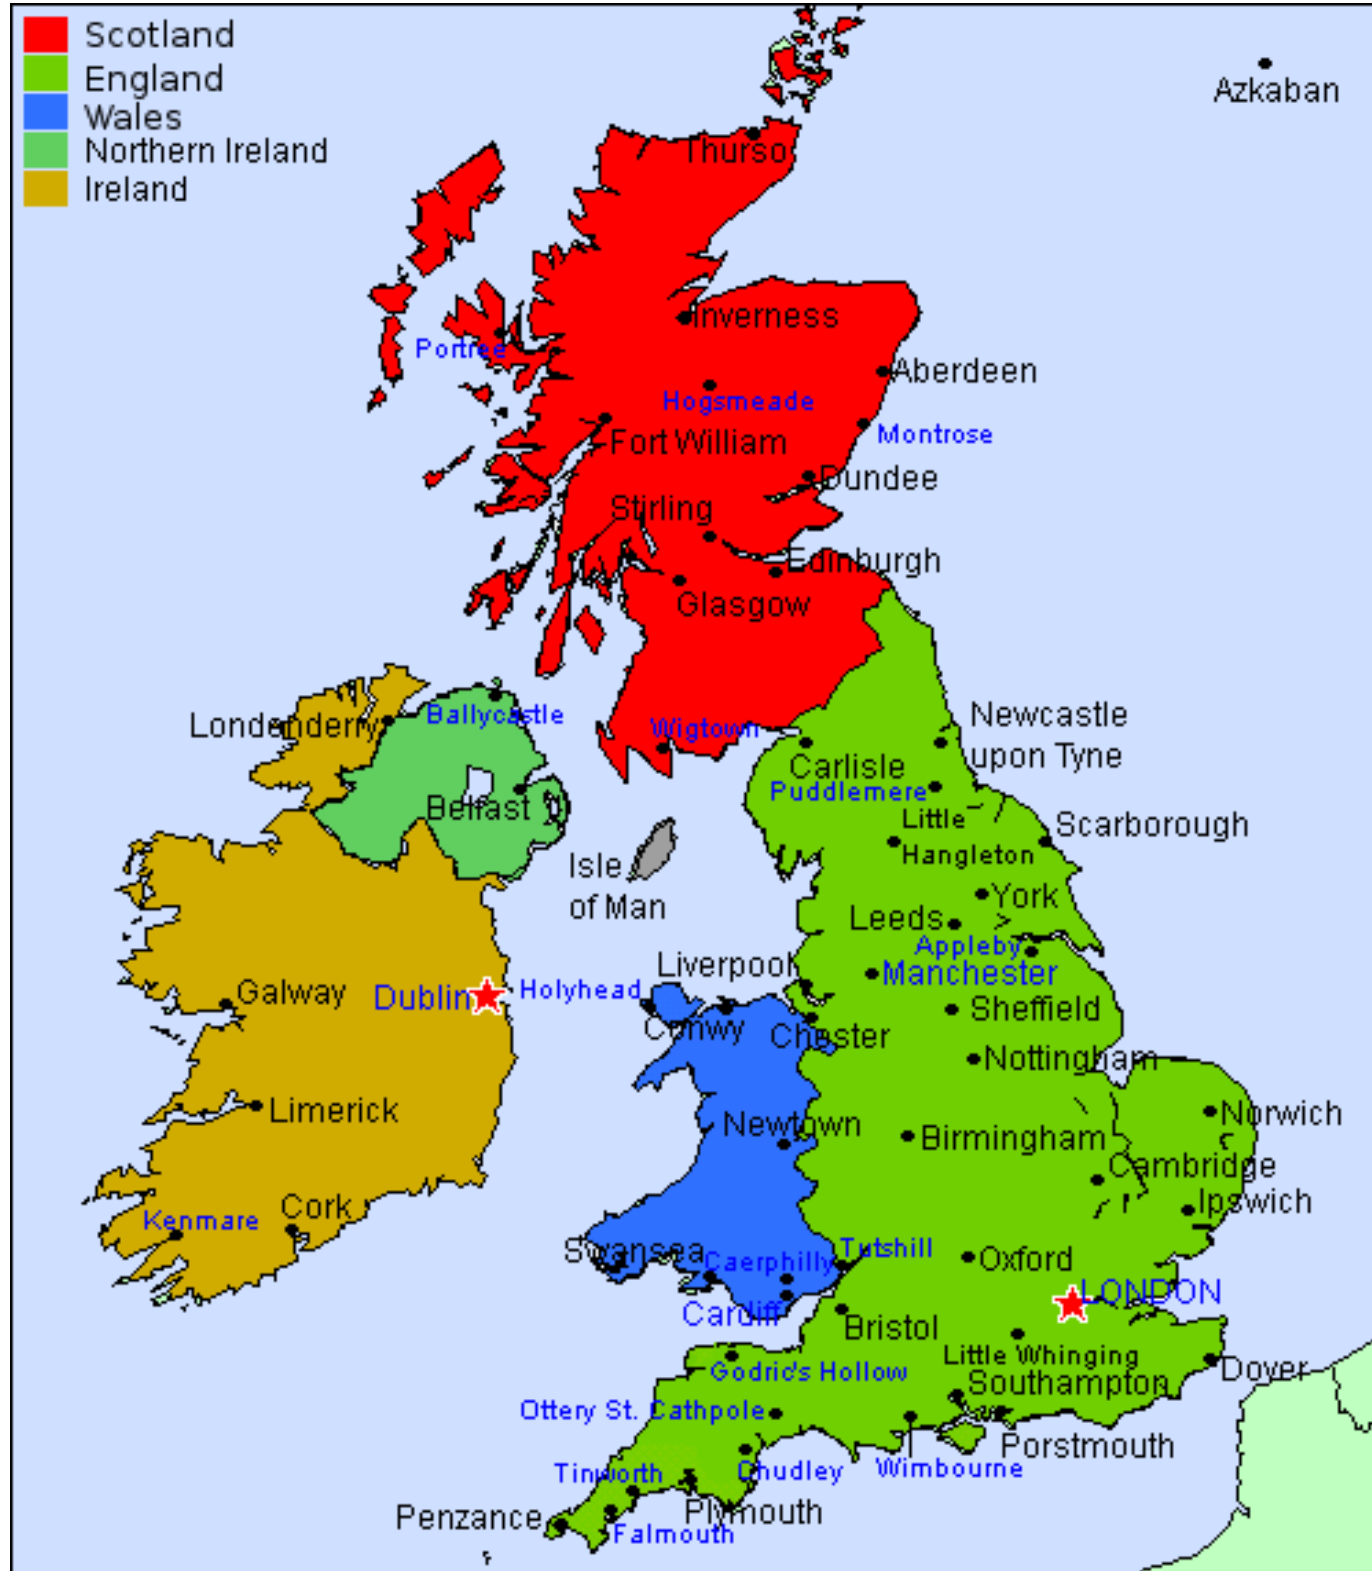 Scotland
England
Wales
Northern Ireland
Ireland
Azkaban
Thurso
Inverness
Portree
Aberdeen
Hogsmeade
Montrose
Fort William
Dundee
Stirling
Edinburgh
Glasgow
Londenderry
Ballycastle
Wigtown
Newcastle
upon Tyne
Carlisle
Puddlemere
Belfast
Little
Hangleton
Scarborough
Isle
of Man
York
Leeds
Appleby
Liverpool
Manchester
Galway
Dublin
Holyhead
Conwy
Chester
Sheffield
Nottingham
Limerick
Newtown
Birmingham
Norwich
Cambridge
Ipswich
Kenmare
Cork
Swansea
Caerphilly
Tutshill
Oxford
LONDON
Cardiff
Bristol
Little Whinging
Dover
Godric's Hollow
Southampton
Ottery St. Cathpole
Porstmouth
Tinworth
Chudley
Wimbourne
Penzance
Plymouth
Falmouth